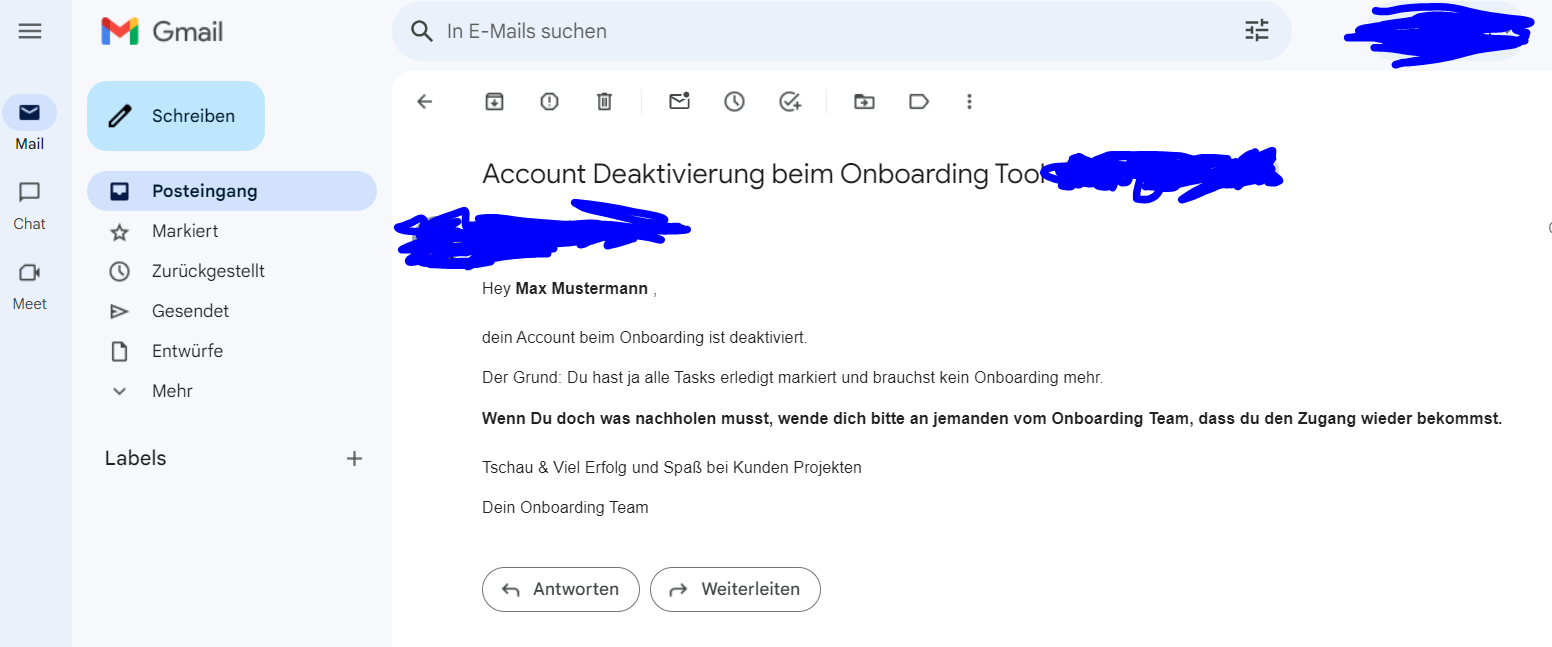 Gmail
In E-Mails suchen
Schreiben
Mail
Chat
Meet
Posteingang
Markiert
Zurückgestellt
Gesendet
Entwürfe
Mehr
Labels
Account Deaktivierung beim Onboarding Tool
Hey Max Mustermann ,
dein Account beim Onboarding ist deaktiviert.
Der Grund: Du hast ja alle Tasks erledigt markiert und brauchst kein Onboarding mehr.
Wenn Du doch was nachholen musst, wende dich bitte an jemanden vom Onboarding Team, dass du den Zugang wieder bekommst.
Tschau & Viel Erfolg und Spaß bei Kunden Projekten
Dein Onboarding Team
Antworten
Weiterleiten